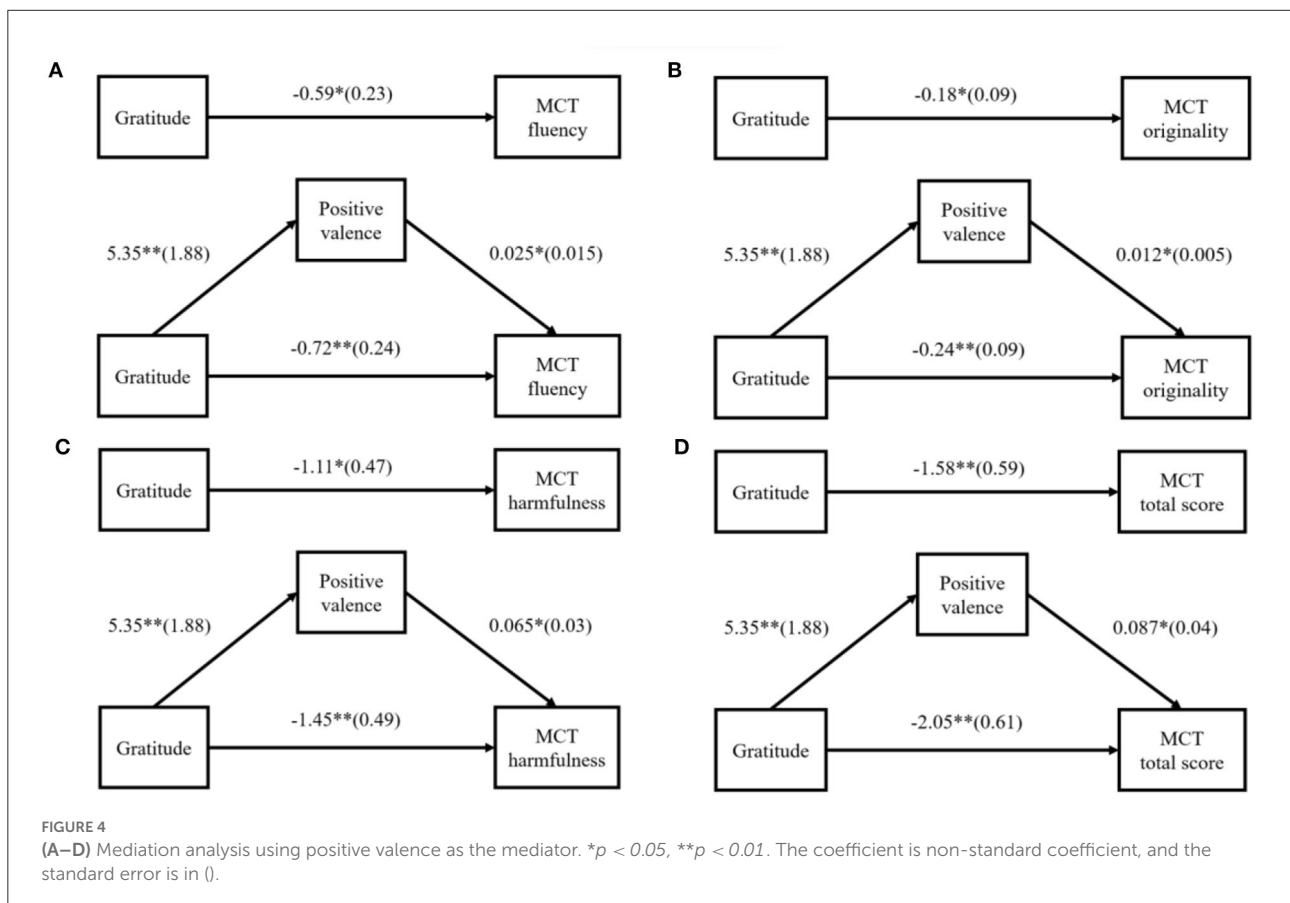 A
Gratitude
-0.59*(0.23)
MCT
fluency
Positive
valence
5.35**(1.88)
0.025*(0.015)
Gratitude
-0.72**(0.24)
MCT
fluency
B
Gratitude
-0.18*(0.09)
MCT
originality
Positive
valence
5.35**(1.88)
0.012*(0.005)
Gratitude
-0.24**(0.09)
MCT
originality
C
Gratitude
-1.11*(0.47)
MCT
harmfulness
Positive
valence
5.35**(1.88)
0.065*(0.03)
Gratitude
-1.45**(0.49)
MCT
harmfulness
D
Gratitude
-1.58**(0.59)
MCT
total score
Positive
valence
5.35**(1.88)
0.087*(0.04)
Gratitude
-2.05**(0.61)
MCT
total score
FIGURE 4
(A–D) Mediation analysis using positive valence as the mediator. *p < 0.05, **p < 0.01. The coefficient is non-standard coefficient, and the
standard error is in ().